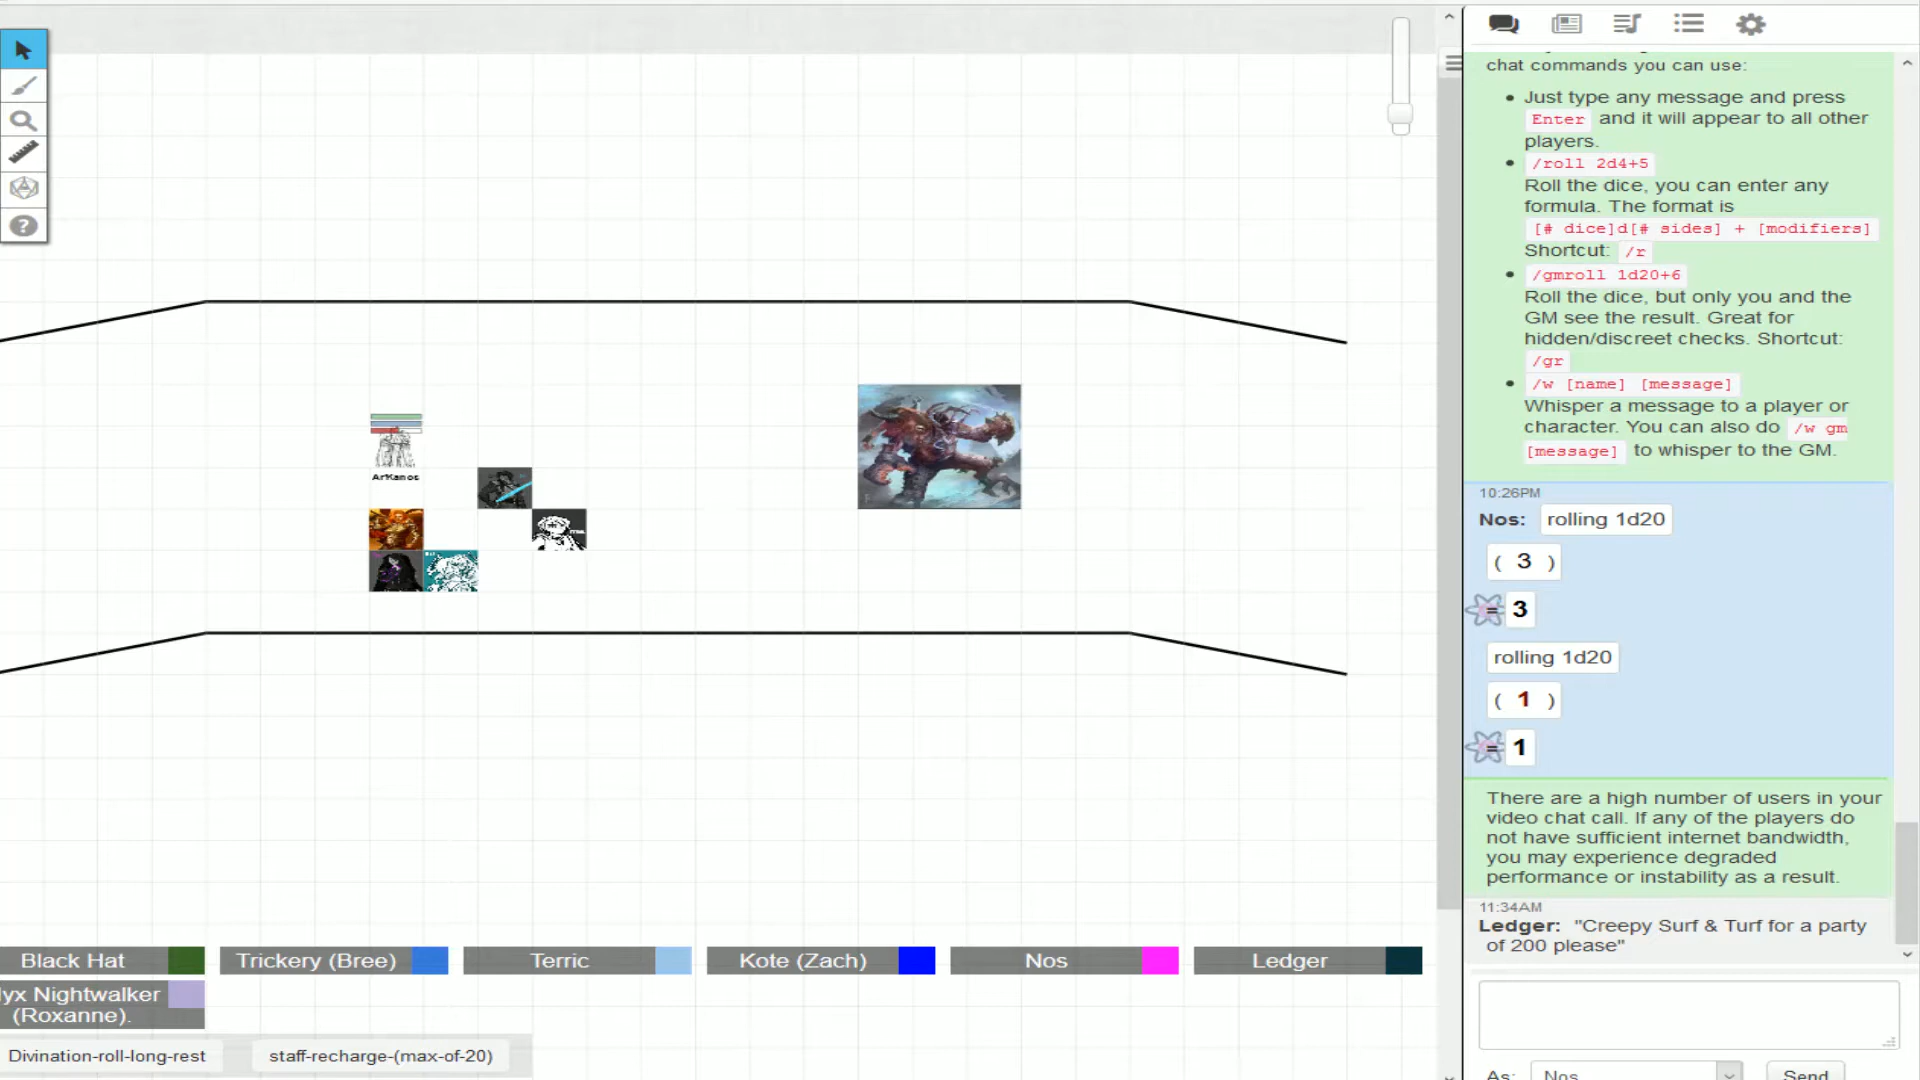 chat commands you can use:
• Just type any message and press
Enter and it will appear to all other
players.
• /roll 2d4+5
Roll the dice, you can enter any
formula. The format is
[# dice]d[# sides] + [modifiers]
Shortcut: /r
• /gmroll 1d20+6
Roll the dice, but only you and the
GM see the result. Great for
hidden/discreet checks. Shortcut:
/gr
• /w [name] [message]
Whisper a message to a player or
character. You can also do /w gm
[message] to whisper to the GM.
10:26PM
Nos: rolling 1d20
( 3 )
= 3
rolling 1d20
( 1 )
= 1
There are a high number of users in your
video chat call. If any of the players do
not have sufficient internet bandwidth,
you may experience degraded
performance or instability as a result.
11:34AM
Ledger: "Creepy Surf & Turf for a party
of 200 please"
As: Nos Send
Ar'Kanos
Black Hat
Trickery (Bree)
Terric
Kote (Zach)
Nos
Ledger
lyx Nightwalker
(Roxanne).
Divination-roll-long-rest
staff-recharge-(max-of-20)